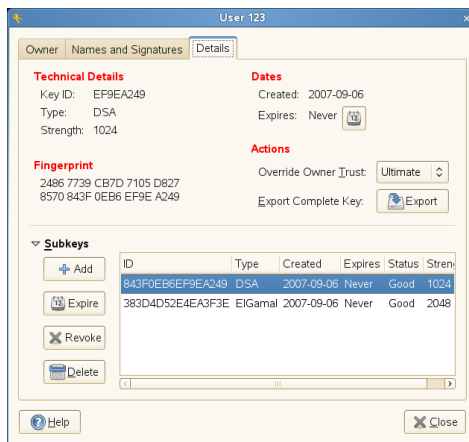 User 123
Owner Names and Signatures Details
Technical Details
Key ID: EF9EA249
Type: DSA
Strength: 1024
Dates
Created: 2007-09-06
Expires: Never
Fingerprint
2486 7739 CB7D 7105 D827
8570 843F 0EB6 EF9E A249
Actions
Override Owner Trust: Ultimate
Export Complete Key: Export
Subkeys
Add
Expire
Revoke
Delete
ID Type Created Expires Status Streng
843F0EB6EF9EA249 DSA 2007-09-06 Never Good 1024
383D4D52E4EA3F3E ElGamal 2007-09-06 Never Good 2048
Help
Close